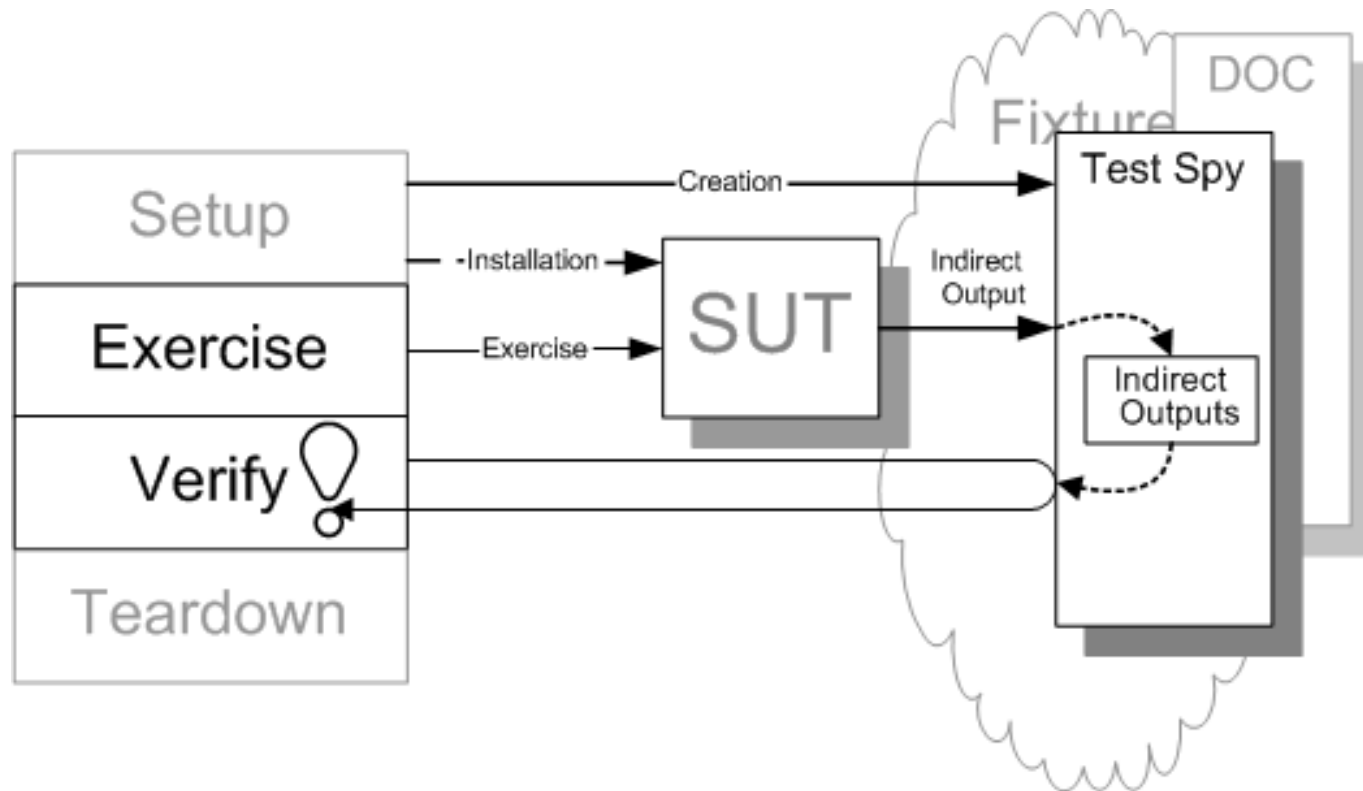 DOC
Fixture
Test Spy
Creation
Setup
Installation
Indirect
Output
SUT
Exercise
Exercise
Indirect
Outputs
Verify
Teardown